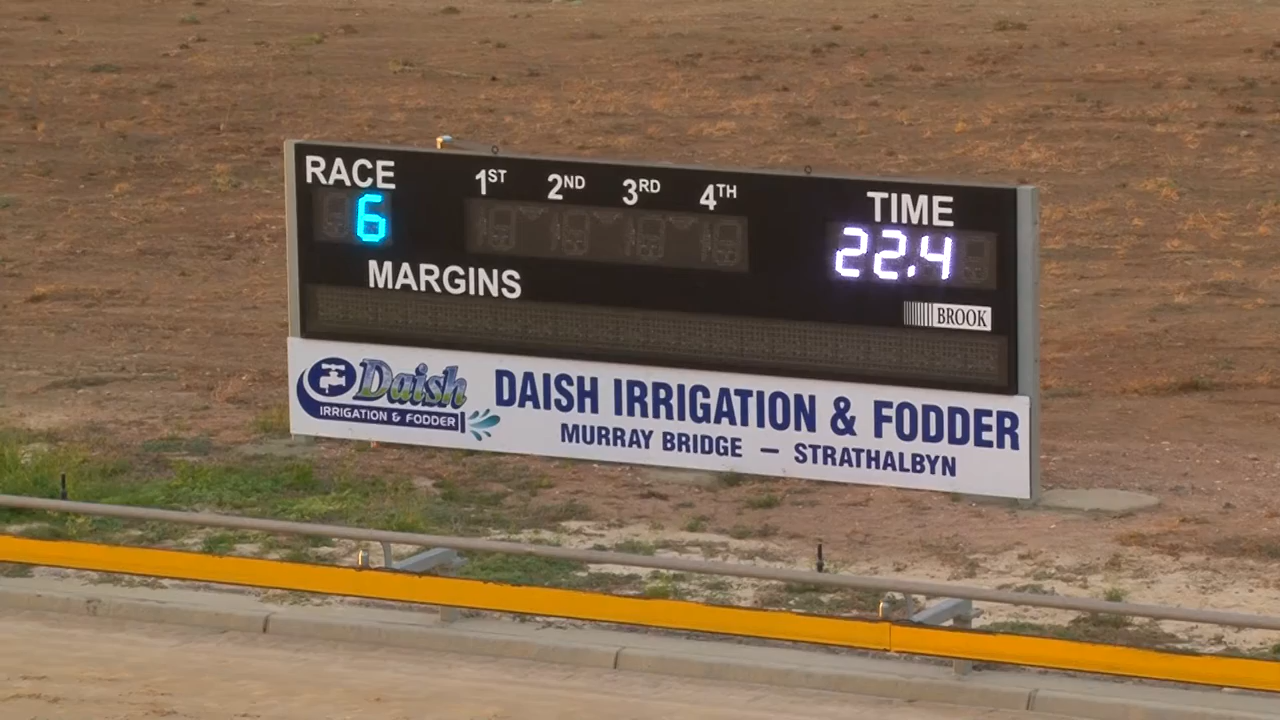 RACE 1ST 2ND 3RD 4TH TIME
6 22.4
MARGINS
BROOK
Daish
IRRIGATION & FODDER
DAISH IRRIGATION & FODDER
MURRAY BRIDGE — STRATHALBYN